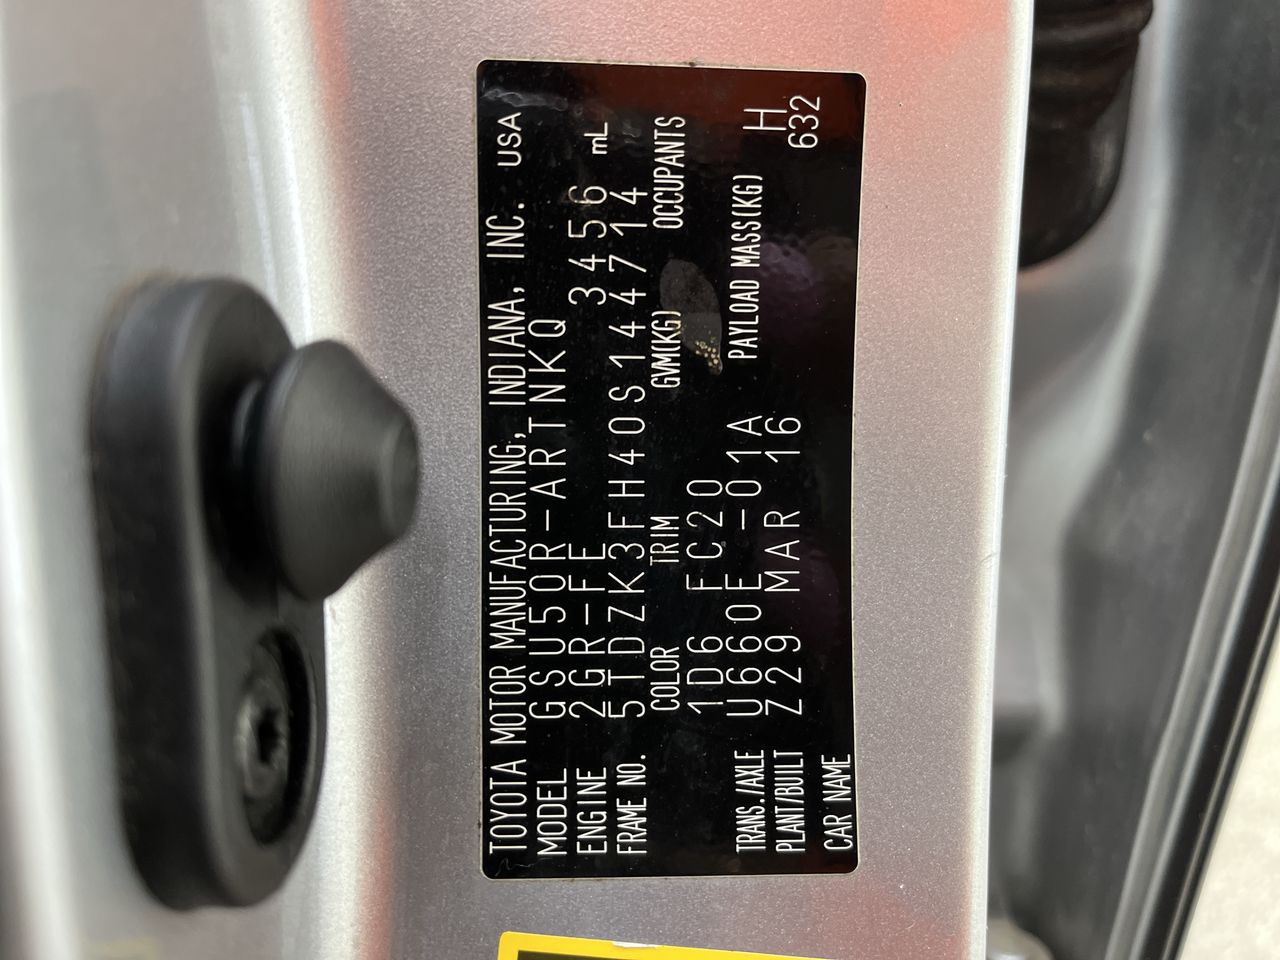 TOYOTA MOTOR MANUFACTURING, INDIANA, INC. USA
MODEL GSU50R-ARTNKQ
ENGINE 2GR-FE 3456 mL
FRAME NO. 5TDZK3FH40S144714
COLOR TRIM GVM(KG) OCCUPANTS
1D6 FC20
TRANS./AXLE U660E -01A PAYLOAD MASS(KG) H
PLANT/BUILT Z29 MAR 16 632
CAR NAME